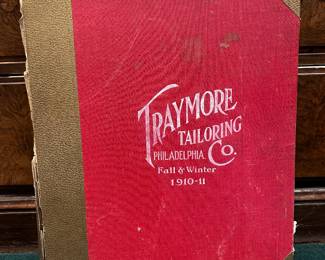 TRAYMORE
TAILORING
PHILADELPHIA. CO.
Fall & Winter
1910-11